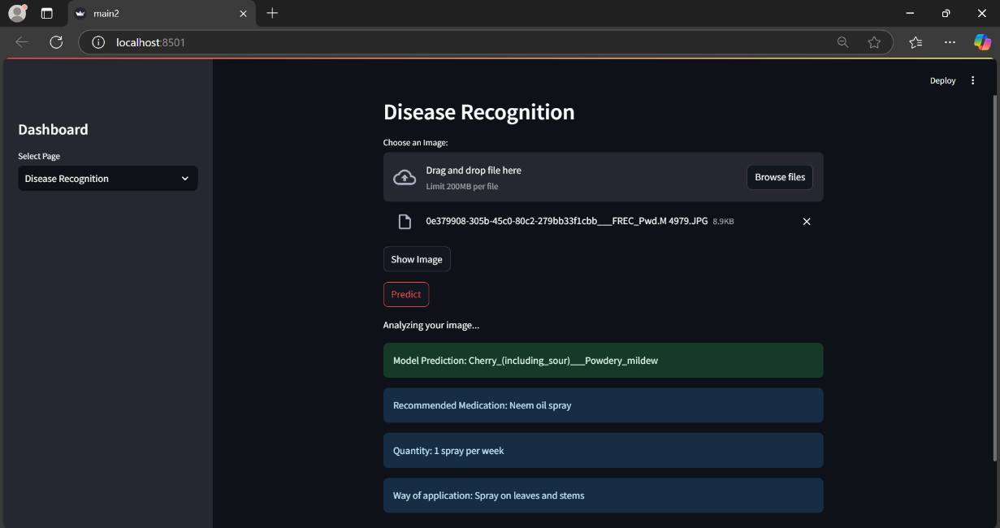 main2
localhost:8501
Deploy
Dashboard
Select Page
Disease Recognition
Disease Recognition
Choose an Image:
Drag and drop file here
Limit 200MB per file
Browse files
0e379908-305b-45c0-80c2-279bb33f1cbb___FREC_Pwd.M 4979.JPG 8.9KB
Show Image
Predict
Analyzing your image...
Model Prediction: Cherry_(including_sour)___Powdery_mildew
Recommended Medication: Neem oil spray
Quantity: 1 spray per week
Way of application: Spray on leaves and stems